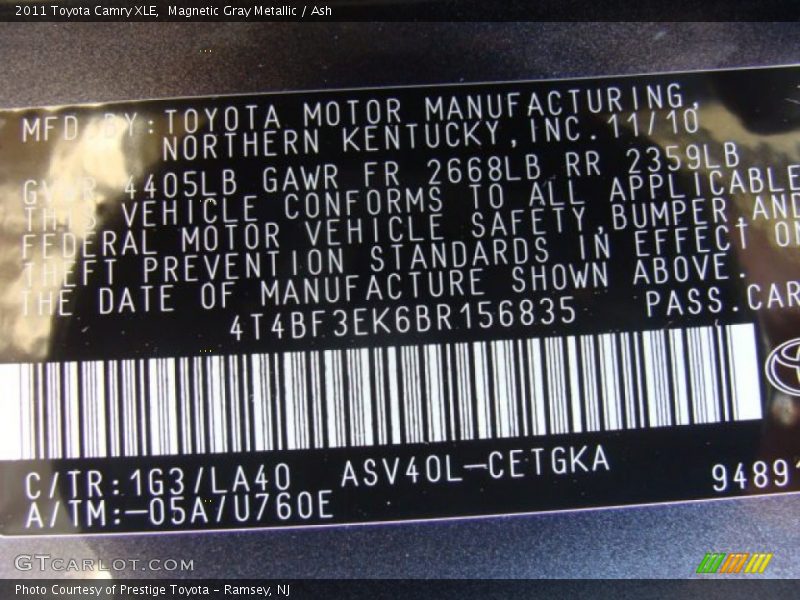 2011 Toyota Camry XLE,  Magnetic Gray Metallic / Ash
MFD BY:TOYOTA MOTOR MANUFACTURING,
NORTHERN KENTUCKY,INC.11/10
GVWR 4405LB GAWR FR 2668LB RR 2359LB
THIS VEHICLE CONFORMS TO ALL APPLICABLE
FEDERAL MOTOR VEHICLE SAFETY,BUMPER,AND
THEFT PREVENTION STANDARDS IN EFFECT ON
THE DATE OF MANUFACTURE SHOWN ABOVE.
4T4BF3EK6BR156835 PASS.CAR
C/TR:1G3/LA40 ASV40L-CETGKA
A/TM:-05A/U760E 94891
GTCARLOT.COM
Photo Courtesy of Prestige Toyota - Ramsey, NJ